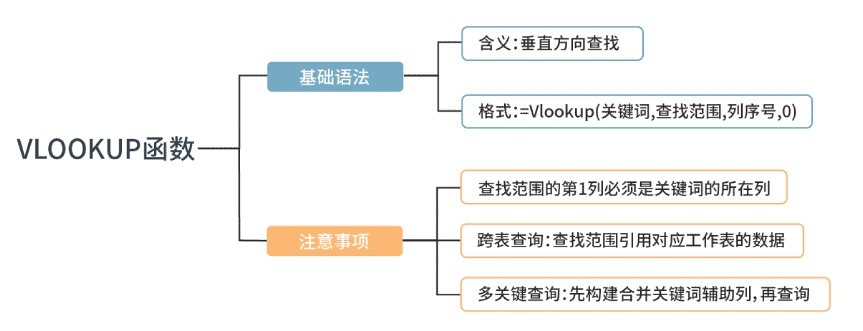 VLOOKUP函数
基础语法
含义：垂直方向查找
格式：=Vlookup(关键词,查找范围,列序号,0)
注意事项
查找范围的第1列必须是关键词的所在列
跨表查询：查找范围引用对应工作表的数据
多关键查询：先构建合并关键词辅助列，再查询